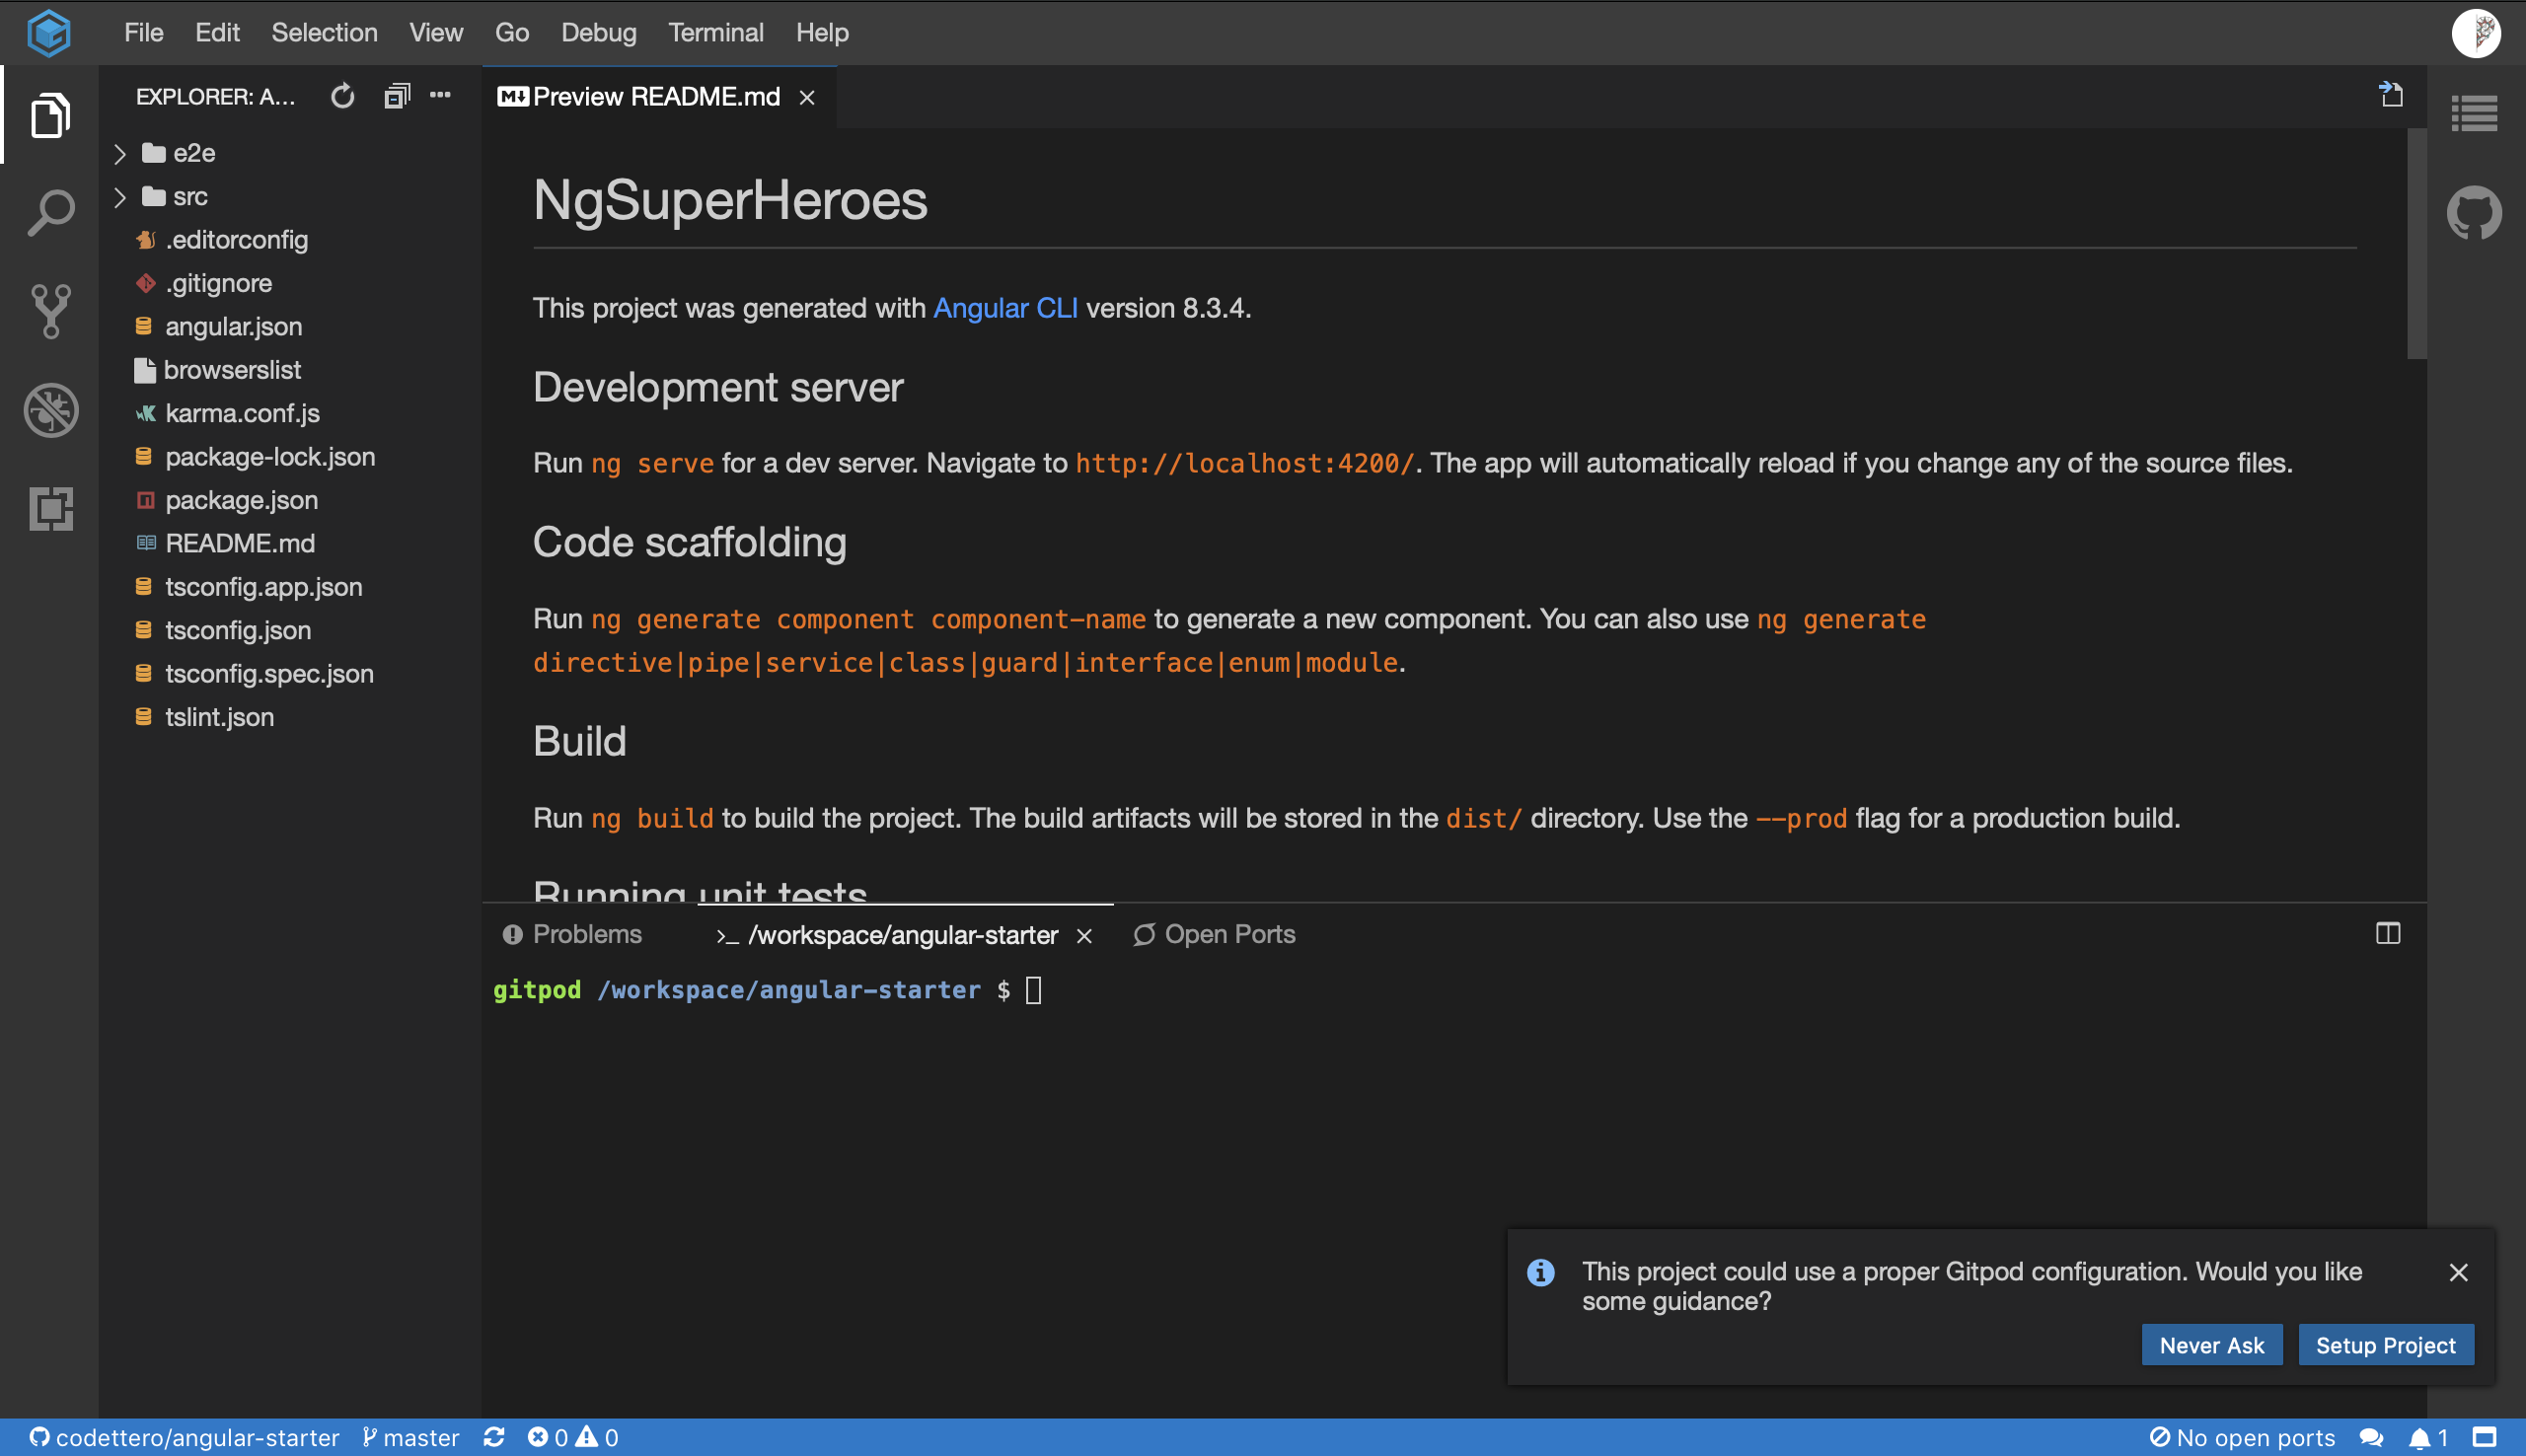 File Edit Selection View Go Debug Terminal Help
EXPLORER: A...
e2e
src
.editorconfig
.gitignore
angular.json
browserslist
karma.conf.js
package-lock.json
package.json
README.md
tsconfig.app.json
tsconfig.json
tsconfig.spec.json
tslint.json
Preview README.md
NgSuperHeroes
This project was generated with Angular CLI version 8.3.4.
Development server
Run ng serve for a dev server. Navigate to http://localhost:4200/. The app will automatically reload if you change any of the source files.
Code scaffolding
Run ng generate component component-name to generate a new component. You can also use ng generate
directive|pipe|service|class|guard|interface|enum|module.
Build
Run ng build to build the project. The build artifacts will be stored in the dist/ directory. Use the --prod flag for a production build.
Running unit tests
Problems >_ /workspace/angular-starter Open Ports
gitpod /workspace/angular-starter $
This project could use a proper Gitpod configuration. Would you like
some guidance?
Never Ask Setup Project
codettero/angular-starter master 0 0 No open ports 1